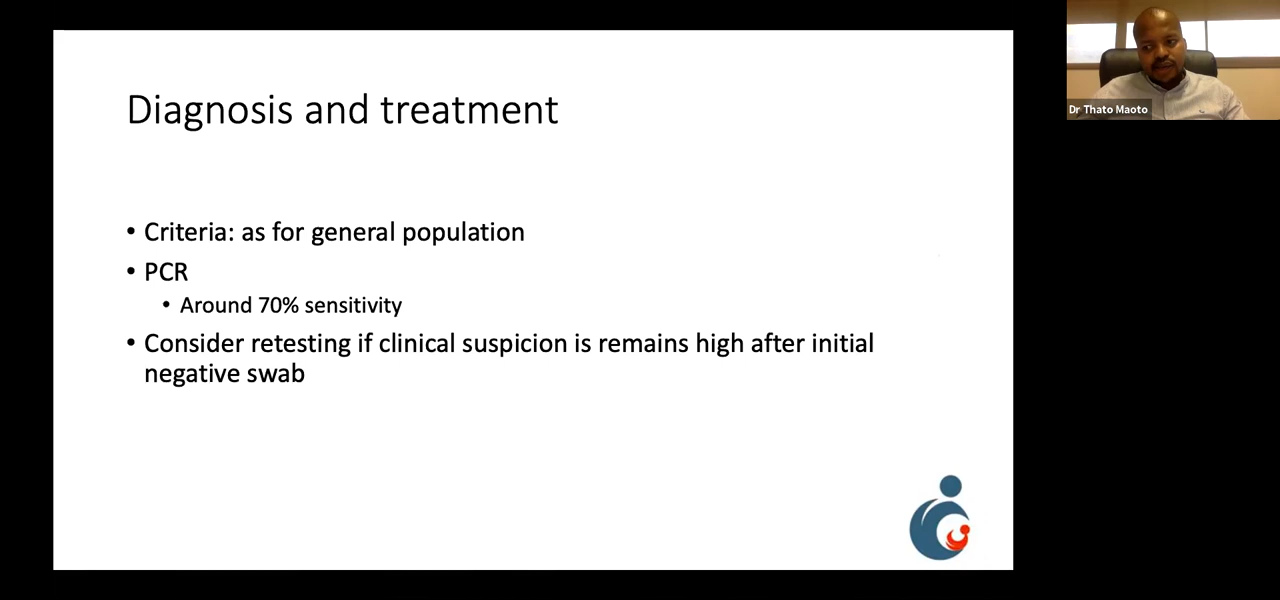 Diagnosis and treatment
• Criteria: as for general population
• PCR
• Around 70% sensitivity
• Consider retesting if clinical suspicion is remains high after initial
negative swab
Dr Thato Maoto